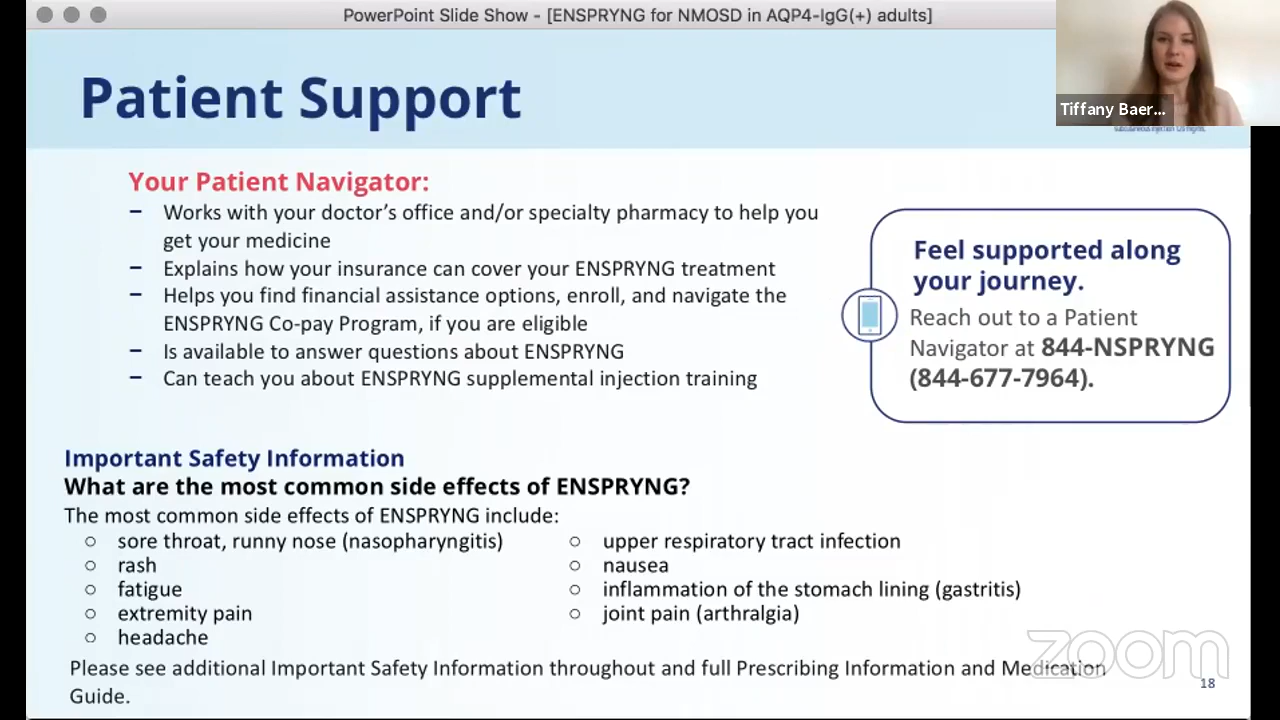 PowerPoint Slide Show - [ENSPRYNG for NMOSD in AQP4-IgG(+) adults]
Tiffany Baer...
Patient Support
subcutaneous injection 120 mg/mL
Your Patient Navigator:
– Works with your doctor's office and/or specialty pharmacy to help you
get your medicine
– Explains how your insurance can cover your ENSPRYNG treatment
– Helps you find financial assistance options, enroll, and navigate the
ENSPRYNG Co-pay Program, if you are eligible
– Is available to answer questions about ENSPRYNG
– Can teach you about ENSPRYNG supplemental injection training
Feel supported along
your journey.
Reach out to a Patient
Navigator at 844-NSPRYNG
(844-677-7964).
Important Safety Information
What are the most common side effects of ENSPRYNG?
The most common side effects of ENSPRYNG include:
○ sore throat, runny nose (nasopharyngitis)
○ rash
○ fatigue
○ extremity pain
○ headache
○ upper respiratory tract infection
○ nausea
○ inflammation of the stomach lining (gastritis)
○ joint pain (arthralgia)
Please see additional Important Safety Information throughout and full Prescribing Information and Medication
Guide.
zoom
18